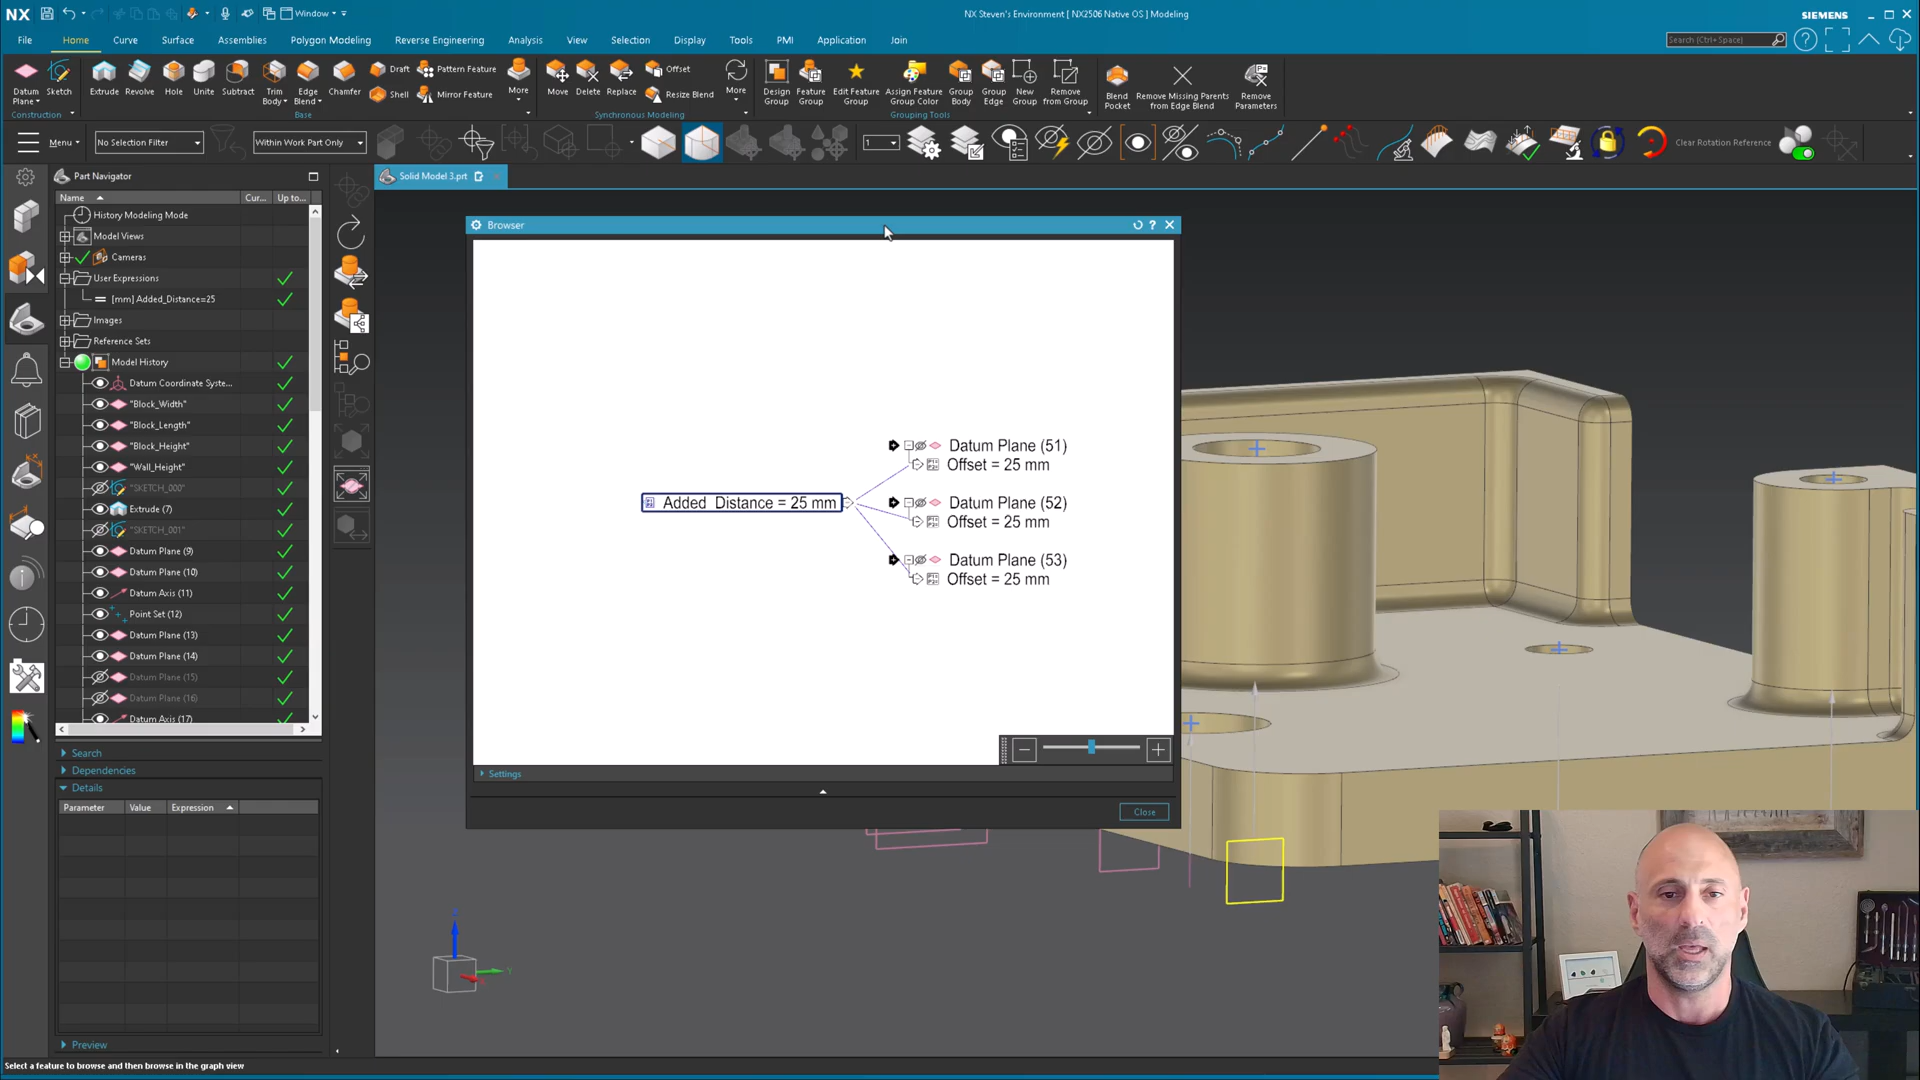 NX
Window
NX Steven's Environment [ NX2506 Native OS ] Modeling
SIEMENS
File
Home
Curve
Surface
Assemblies
Polygon Modeling
Reverse Engineering
Analysis
View
Selection
Display
Tools
PMI
Application
Join
Search (Ctrl+Space)
Datum Plane
Sketch
Extrude
Revolve
Hole
Unite
Subtract
Trim Body
Edge Blend
Chamfer
Draft
Shell
Pattern Feature
Mirror Feature
More
Move
Delete
Replace
Offset
Resize Blend
More
Design Group
Feature Group
Edit Feature Group
Assign Feature Group Color
Group Body
Group Edge
New Group
Remove from Group
Blend Pocket
Remove Missing Parents from Edge Blend
Remove Parameters
Construction
Base
Synchronous Modeling
Grouping Tools
Menu
No Selection Filter
Within Work Part Only
1
Clear Rotation Reference
Part Navigator
Solid Model 3.prt
Name
Cur...
Up to...
History Modeling Mode
Model Views
Cameras
User Expressions
[mm] Added_Distance=25
Images
Reference Sets
Model History
Datum Coordinate Syste...
"Block_Width"
"Block_Length"
"Block_Height"
"Wall_Height"
"SKETCH_000"
Extrude (7)
"SKETCH_001"
Datum Plane (9)
Datum Plane (10)
Datum Axis (11)
Point Set (12)
Datum Plane (13)
Datum Plane (14)
Datum Plane (15)
Datum Plane (16)
Datum Axis (17)
Search
Dependencies
Details
Parameter
Value
Expression
Preview
Browser
Added_Distance = 25 mm
Datum Plane (51)
Offset = 25 mm
Datum Plane (52)
Offset = 25 mm
Datum Plane (53)
Offset = 25 mm
Settings
Close
Select a feature to browse and then browse in the graph view